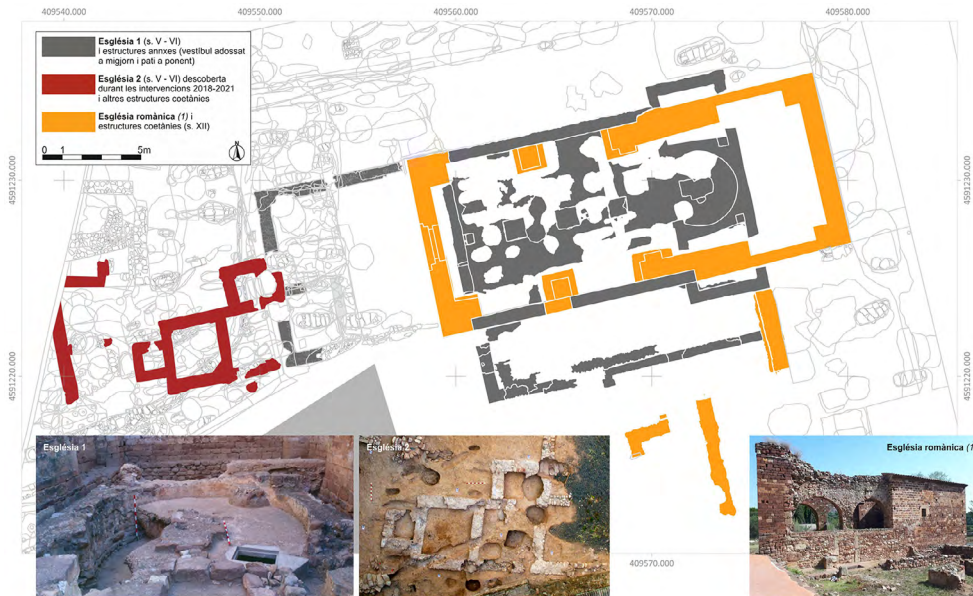 409540.000
409550.000
409560.000
409570.000
409580.000
Església 1 (s. V - VI)
i estructures annxes (vestíbul adossat
a migjorn i pati a ponent)
Església 2 (s. V - VI) descoberta
durant les intervencions 2018-2021
i altres estructures coetànies
Església romànica (1) i
estructures coetànies (s. XII)
0 1 5m
N
4591230.000
4591230.000
4591220.000
4591220.000
Església 1
Església 2
Església romànica (1
409570.000